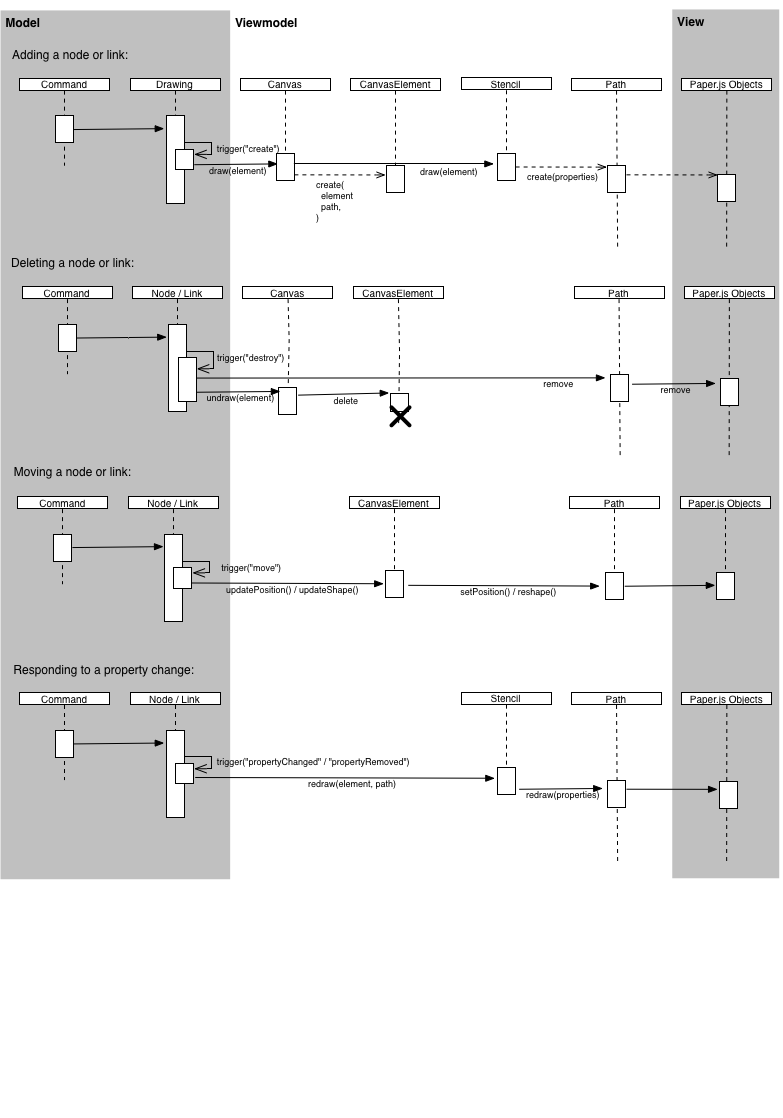 Model
Viewmodel
View
Adding a node or link:
Command
Drawing
Canvas
CanvasElement
Stencil
Path
Paper.js Objects
trigger("create")
draw(element)
draw(element)
create(properties)
create(
element
path,
)
Deleting a node or link:
Command
Node / Link
Canvas
CanvasElement
Path
Paper.js Objects
trigger("destroy")
remove
remove
undraw(element)
delete
Moving a node or link:
Command
Node / Link
CanvasElement
Path
Paper.js Objects
trigger("move")
updatePosition() / updateShape()
setPosition() / reshape()
Responding to a property change:
Command
Node / Link
Stencil
Path
Paper.js Objects
trigger("propertyChanged" / "propertyRemoved")
redraw(element, path)
redraw(properties)